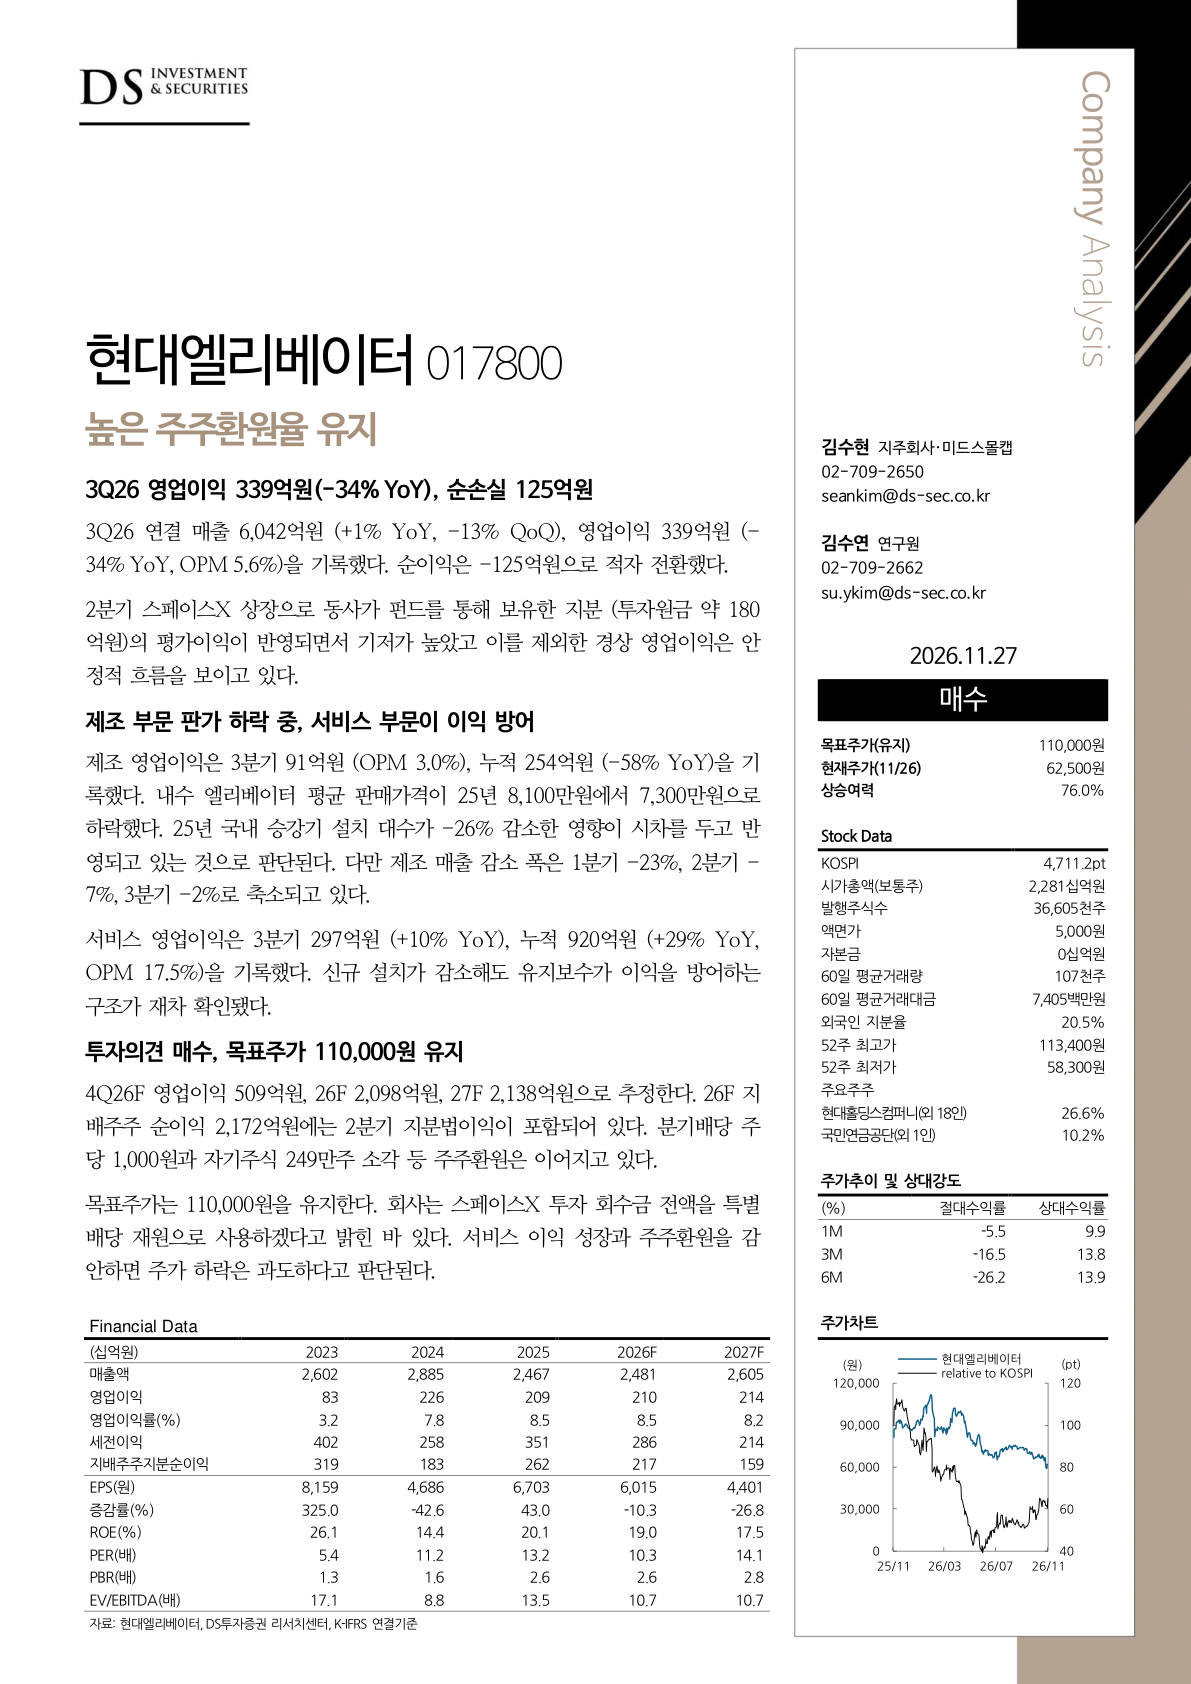 DS INVESTMENT
& SECURITIES
Company Analysis
현대엘리베이터 017800
높은 주주환원율 유지
3Q26 영업이익 339억원(-34% YoY), 순손실 125억원
3Q26 연결 매출 6,042억원 (+1% YoY, -13% QoQ), 영업이익 339억원 (-
34% YoY, OPM 5.6%)을 기록했다. 순이익은 -125억원으로 적자 전환했다.
2분기 스페이스X 상장으로 동사가 펀드를 통해 보유한 지분 (투자원금 약 180
억원)의 평가이익이 반영되면서 기저가 높았고 이를 제외한 경상 영업이익은 안
정적 흐름을 보이고 있다.
제조 부문 판가 하락 중, 서비스 부문이 이익 방어
제조 영업이익은 3분기 91억원 (OPM 3.0%), 누적 254억원 (-58% YoY)을 기
록했다. 내수 엘리베이터 평균 판매가격이 25년 8,100만원에서 7,300만원으로
하락했다. 25년 국내 승강기 설치 대수가 -26% 감소한 영향이 시차를 두고 반
영되고 있는 것으로 판단된다. 다만 제조 매출 감소 폭은 1분기 -23%, 2분기 -
7%, 3분기 -2%로 축소되고 있다.
서비스 영업이익은 3분기 297억원 (+10% YoY), 누적 920억원 (+29% YoY,
OPM 17.5%)을 기록했다. 신규 설치가 감소해도 유지보수가 이익을 방어하는
구조가 재차 확인됐다.
투자의견 매수, 목표주가 110,000원 유지
4Q26F 영업이익 509억원, 26F 2,098억원, 27F 2,138억원으로 추정한다. 26F 지
배주주 순이익 2,172억원에는 2분기 지분법이익이 포함되어 있다. 분기배당 주
당 1,000원과 자기주식 249만주 소각 등 주주환원은 이어지고 있다.
목표주가는 110,000원을 유지한다. 회사는 스페이스X 투자 회수금 전액을 특별
배당 재원으로 사용하겠다고 밝힌 바 있다. 서비스 이익 성장과 주주환원을 감
안하면 주가 하락은 과도하다고 판단된다.
Financial Data
(십억원) 2023 2024 2025 2026F 2027F
매출액 2,602 2,885 2,467 2,481 2,605
영업이익 83 226 209 210 214
영업이익률(%) 3.2 7.8 8.5 8.5 8.2
세전이익 402 258 351 286 214
지배주주지분순이익 319 183 262 217 159
EPS(원) 8,159 4,686 6,703 6,015 4,401
증감률(%) 325.0 -42.6 43.0 -10.3 -26.8
ROE(%) 26.1 14.4 20.1 19.0 17.5
PER(배) 5.4 11.2 13.2 10.3 14.1
PBR(배) 1.3 1.6 2.6 2.6 2.8
EV/EBITDA(배) 17.1 8.8 13.5 10.7 10.7
자료: 현대엘리베이터, DS투자증권 리서치센터, K-IFRS 연결기준
김수현 지주회사·미드스몰캡
02-709-2650
seankim@ds-sec.co.kr
김수연 연구원
02-709-2662
su.ykim@ds-sec.co.kr
2026.11.27
매수
목표주가(유지) 110,000원
현재주가(11/26) 62,500원
상승여력 76.0%
Stock Data
KOSPI 4,711.2pt
시가총액(보통주) 2,281십억원
발행주식수 36,605천주
액면가 5,000원
자본금 0십억원
60일 평균거래량 107천주
60일 평균거래대금 7,405백만원
외국인 지분율 20.5%
52주 최고가 113,400원
52주 최저가 58,300원
주요주주
현대홀딩스컴퍼니(외 18인) 26.6%
국민연금공단(외 1인) 10.2%
주가추이 및 상대강도
(%) 절대수익률 상대수익률
1M -5.5 9.9
3M -16.5 13.8
6M -26.2 13.9
주가차트
(원) 현대엘리베이터 (pt)
relative to KOSPI
120,000 120
90,000 100
60,000 80
30,000 60
0 40
25/11 26/03 26/07 26/11